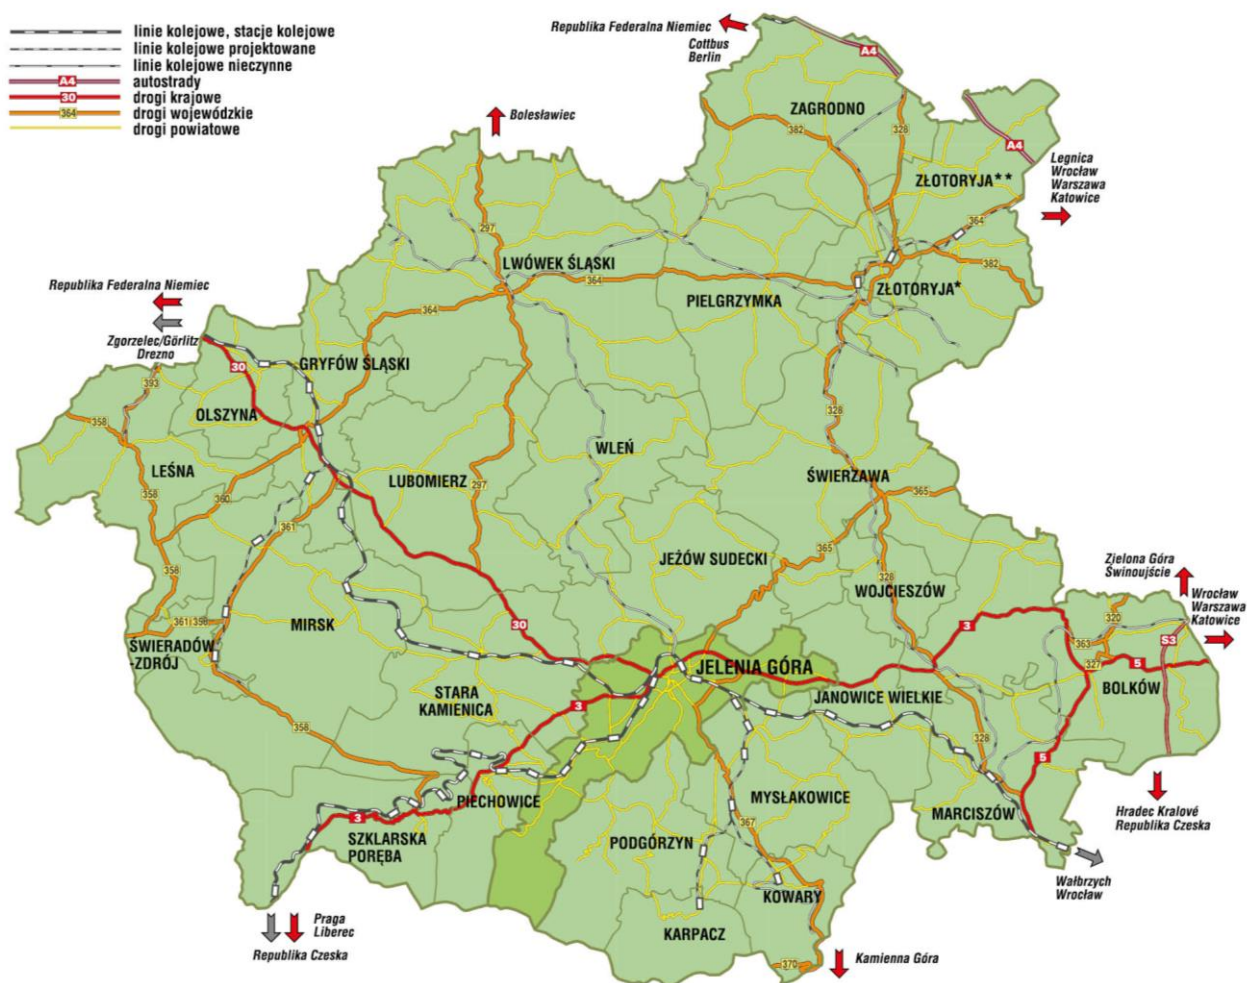 linie kolejowe, stacje kolejowe
linie kolejowe projektowane
linie kolejowe nieczynne
A4 autostrady
30 drogi krajowe
364 drogi wojewódzkie
drogi powiatowe
Republika Federalna Niemiec
Cottbus
Berlin
A4
Bolesławiec
ZAGRODNO
382
328
A4
Legnica
Wrocław
Warszawa
Katowice
ZŁOTORYJA**
364
297
LWÓWEK ŚLĄSKI
364
382
ZŁOTORYJA*
PIELGRZYMKA
Republika Federalna Niemiec
Zgorzelec/Görlitz
Drezno
364
GRYFÓW ŚLĄSKI
30
393
OLSZYNA
358
328
WLEŃ
LEŚNA
LUBOMIERZ
297
ŚWIERZAWA
365
358
360
361
365
JEŻÓW SUDECKI
358
328
WOJCIESZÓW
Zielona Góra
Świnoujście
Wrocław
Warszawa
Katowice
361 358
MIRSK
30
3
320
363
S3
ŚWIERADÓW
-ZDRÓJ
JELENIA GÓRA
327
5
BOLKÓW
STARA
KAMIENICA
3
JANOWICE WIELKIE
358
328
5
PIECHOWICE
MYSŁAKOWICE
MARCISZÓW
Hradec Kralové
Republika Czeska
3
SZKLARSKA
PORĘBA
367
PODGÓRZYN
Wałbrzych
Wrocław
KOWARY
Praga
Liberec
KARPACZ
Republika Czeska
370
Kamienna Góra